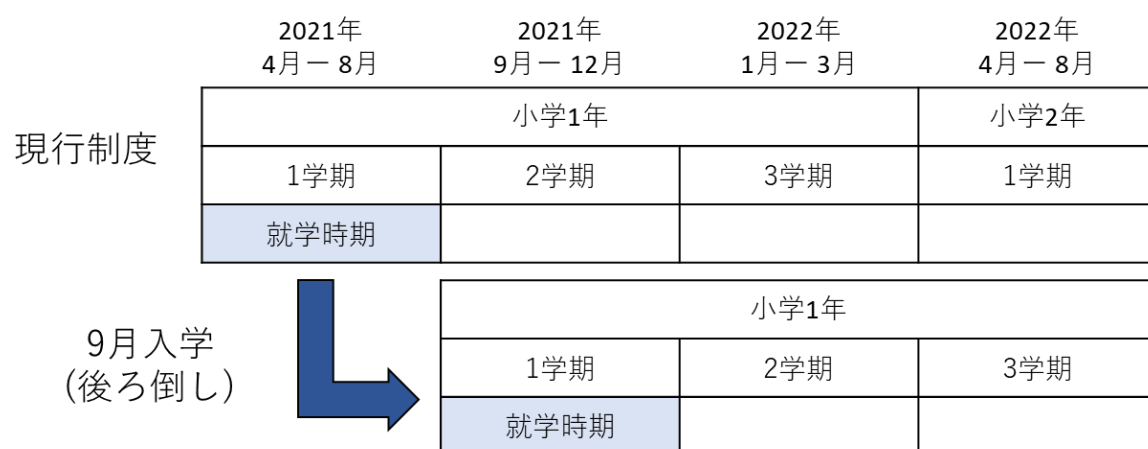 2021年 2021年 2022年 2022年
4月ー 8月 9月ー 12月 1月ー 3月 4月ー 8月
現行制度
小学1年 小学2年
1学期 2学期 3学期 1学期
就学時期
9月入学
(後ろ倒し)
小学1年
1学期 2学期 3学期
就学時期